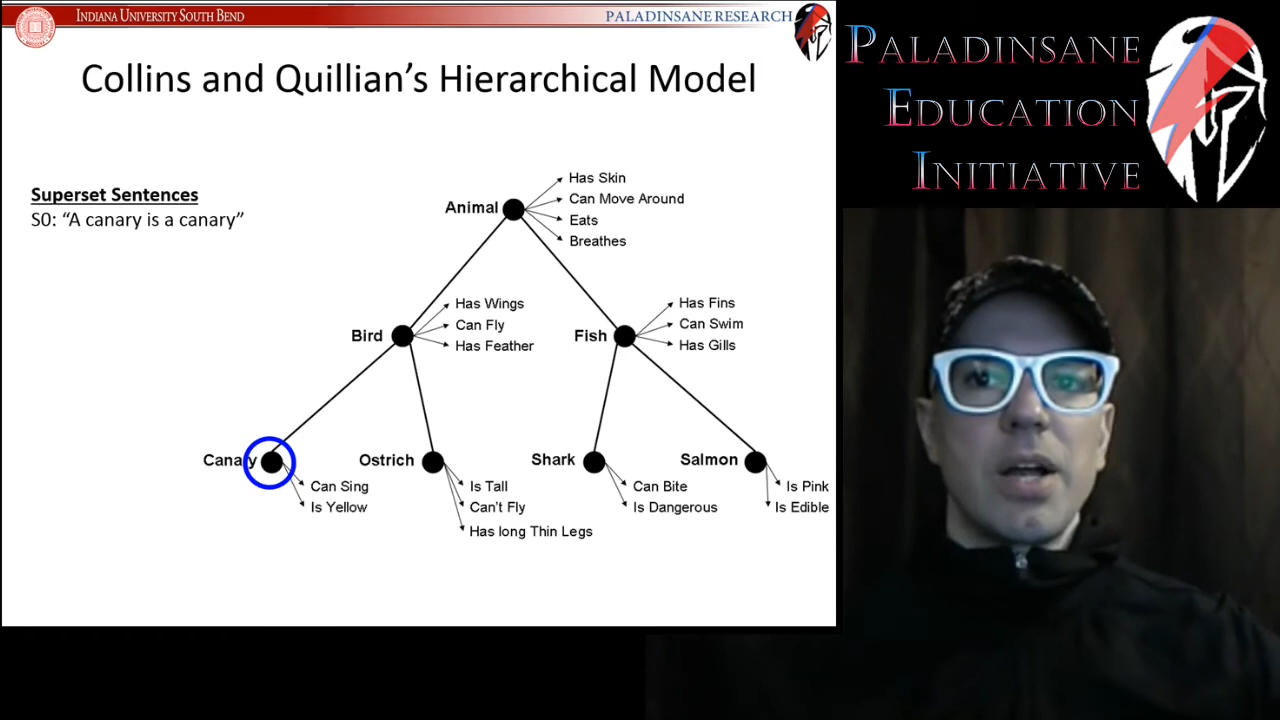 INDIANA UNIVERSITY SOUTH BEND
PALADINSANE RESEARCH
Collins and Quillian’s Hierarchical Model
Superset Sentences
S0: “A canary is a canary”
Animal
Has Skin
Can Move Around
Eats
Breathes
Bird
Has Wings
Can Fly
Has Feather
Fish
Has Fins
Can Swim
Has Gills
Canary
Can Sing
Is Yellow
Ostrich
Is Tall
Can't Fly
Has long Thin Legs
Shark
Can Bite
Is Dangerous
Salmon
Is Pink
Is Edible
PALADINSANE
EDUCATION
INITIATIVE